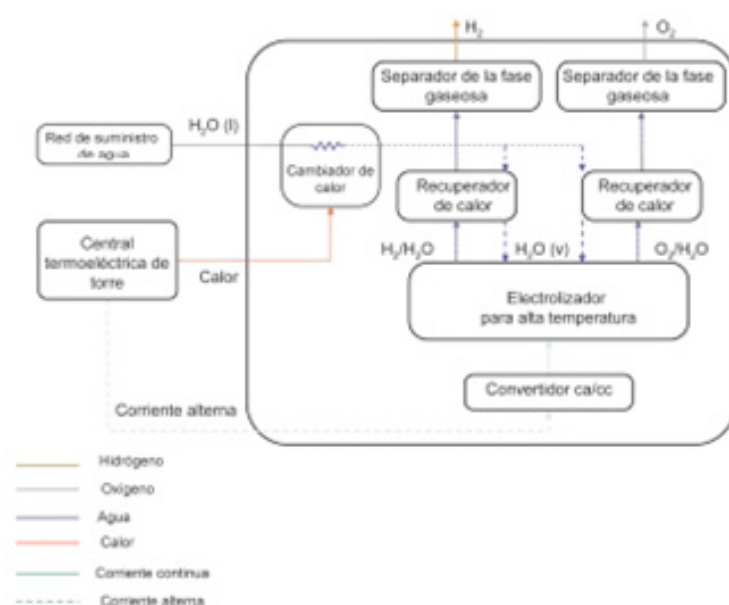 H₂
O₂
Separador de la fase
gaseosa
Separador de la fase
gaseosa
H₂O (l)
Red de suministro
de agua
Cambiador de
calor
Recuperador
de calor
Recuperador
de calor
Central
termoeléctrica de
torre
Calor
H₂/H₂O
H₂O (v)
O₂/H₂O
Electrolizador
para alta temperatura
Convertidor ca/cc
Corriente alterna
Hidrógeno
Oxígeno
Agua
Calor
Corriente continua
Corriente alterna